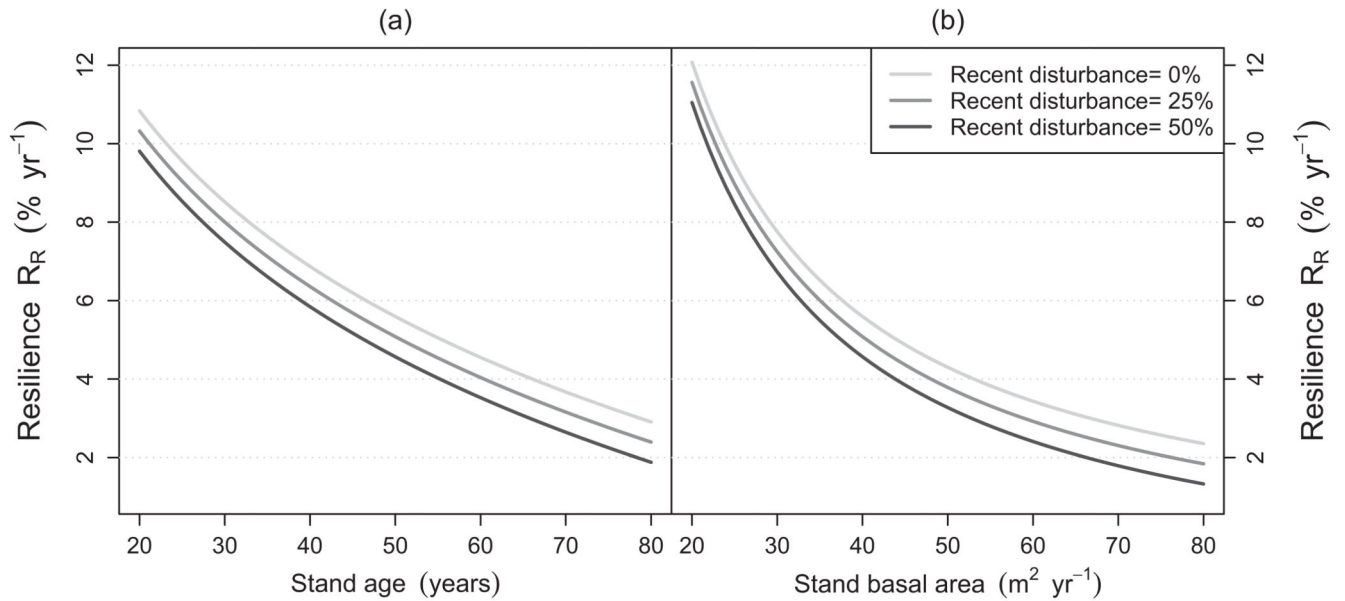 (a)
(b)
Recent disturbance= 0%
Recent disturbance= 25%
Recent disturbance= 50%
Resilience R_R (% yr⁻¹)
12
10
8
6
4
2
20 30 40 50 60 70 80
Stand age (years)
20 30 40 50 60 70 80
Stand basal area (m² yr⁻¹)
12
10
8
6
4
2
Resilience R_R (% yr⁻¹)